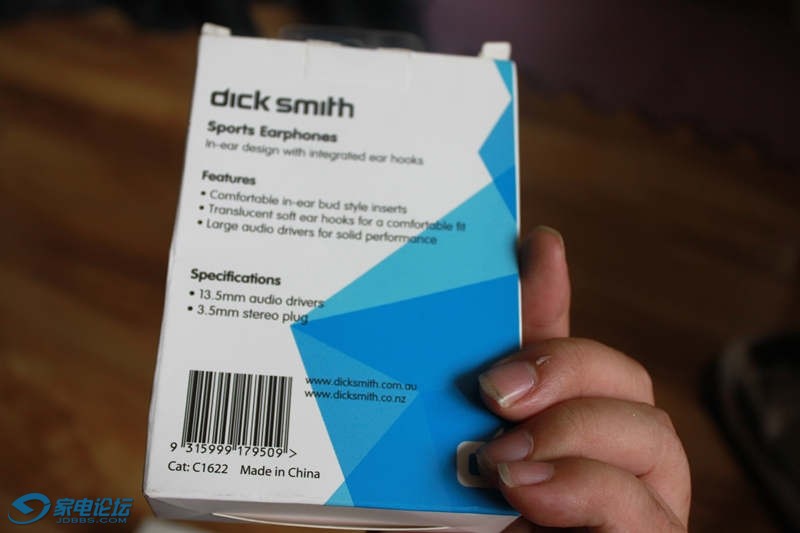 dick smith
Sports Earphones
In-ear design with integrated ear hooks
Features
• Comfortable in-ear bud style inserts
• Translucent soft ear hooks for a comfortable fit
• Large audio drivers for solid performance
Specifications
• 13.5mm audio drivers
• 3.5mm stereo plug
www.dicksmith.com.au
www.dicksmith.co.nz
9 315999 179509 >
Cat: C1622 Made in China
家电论坛
JDBBS.COM